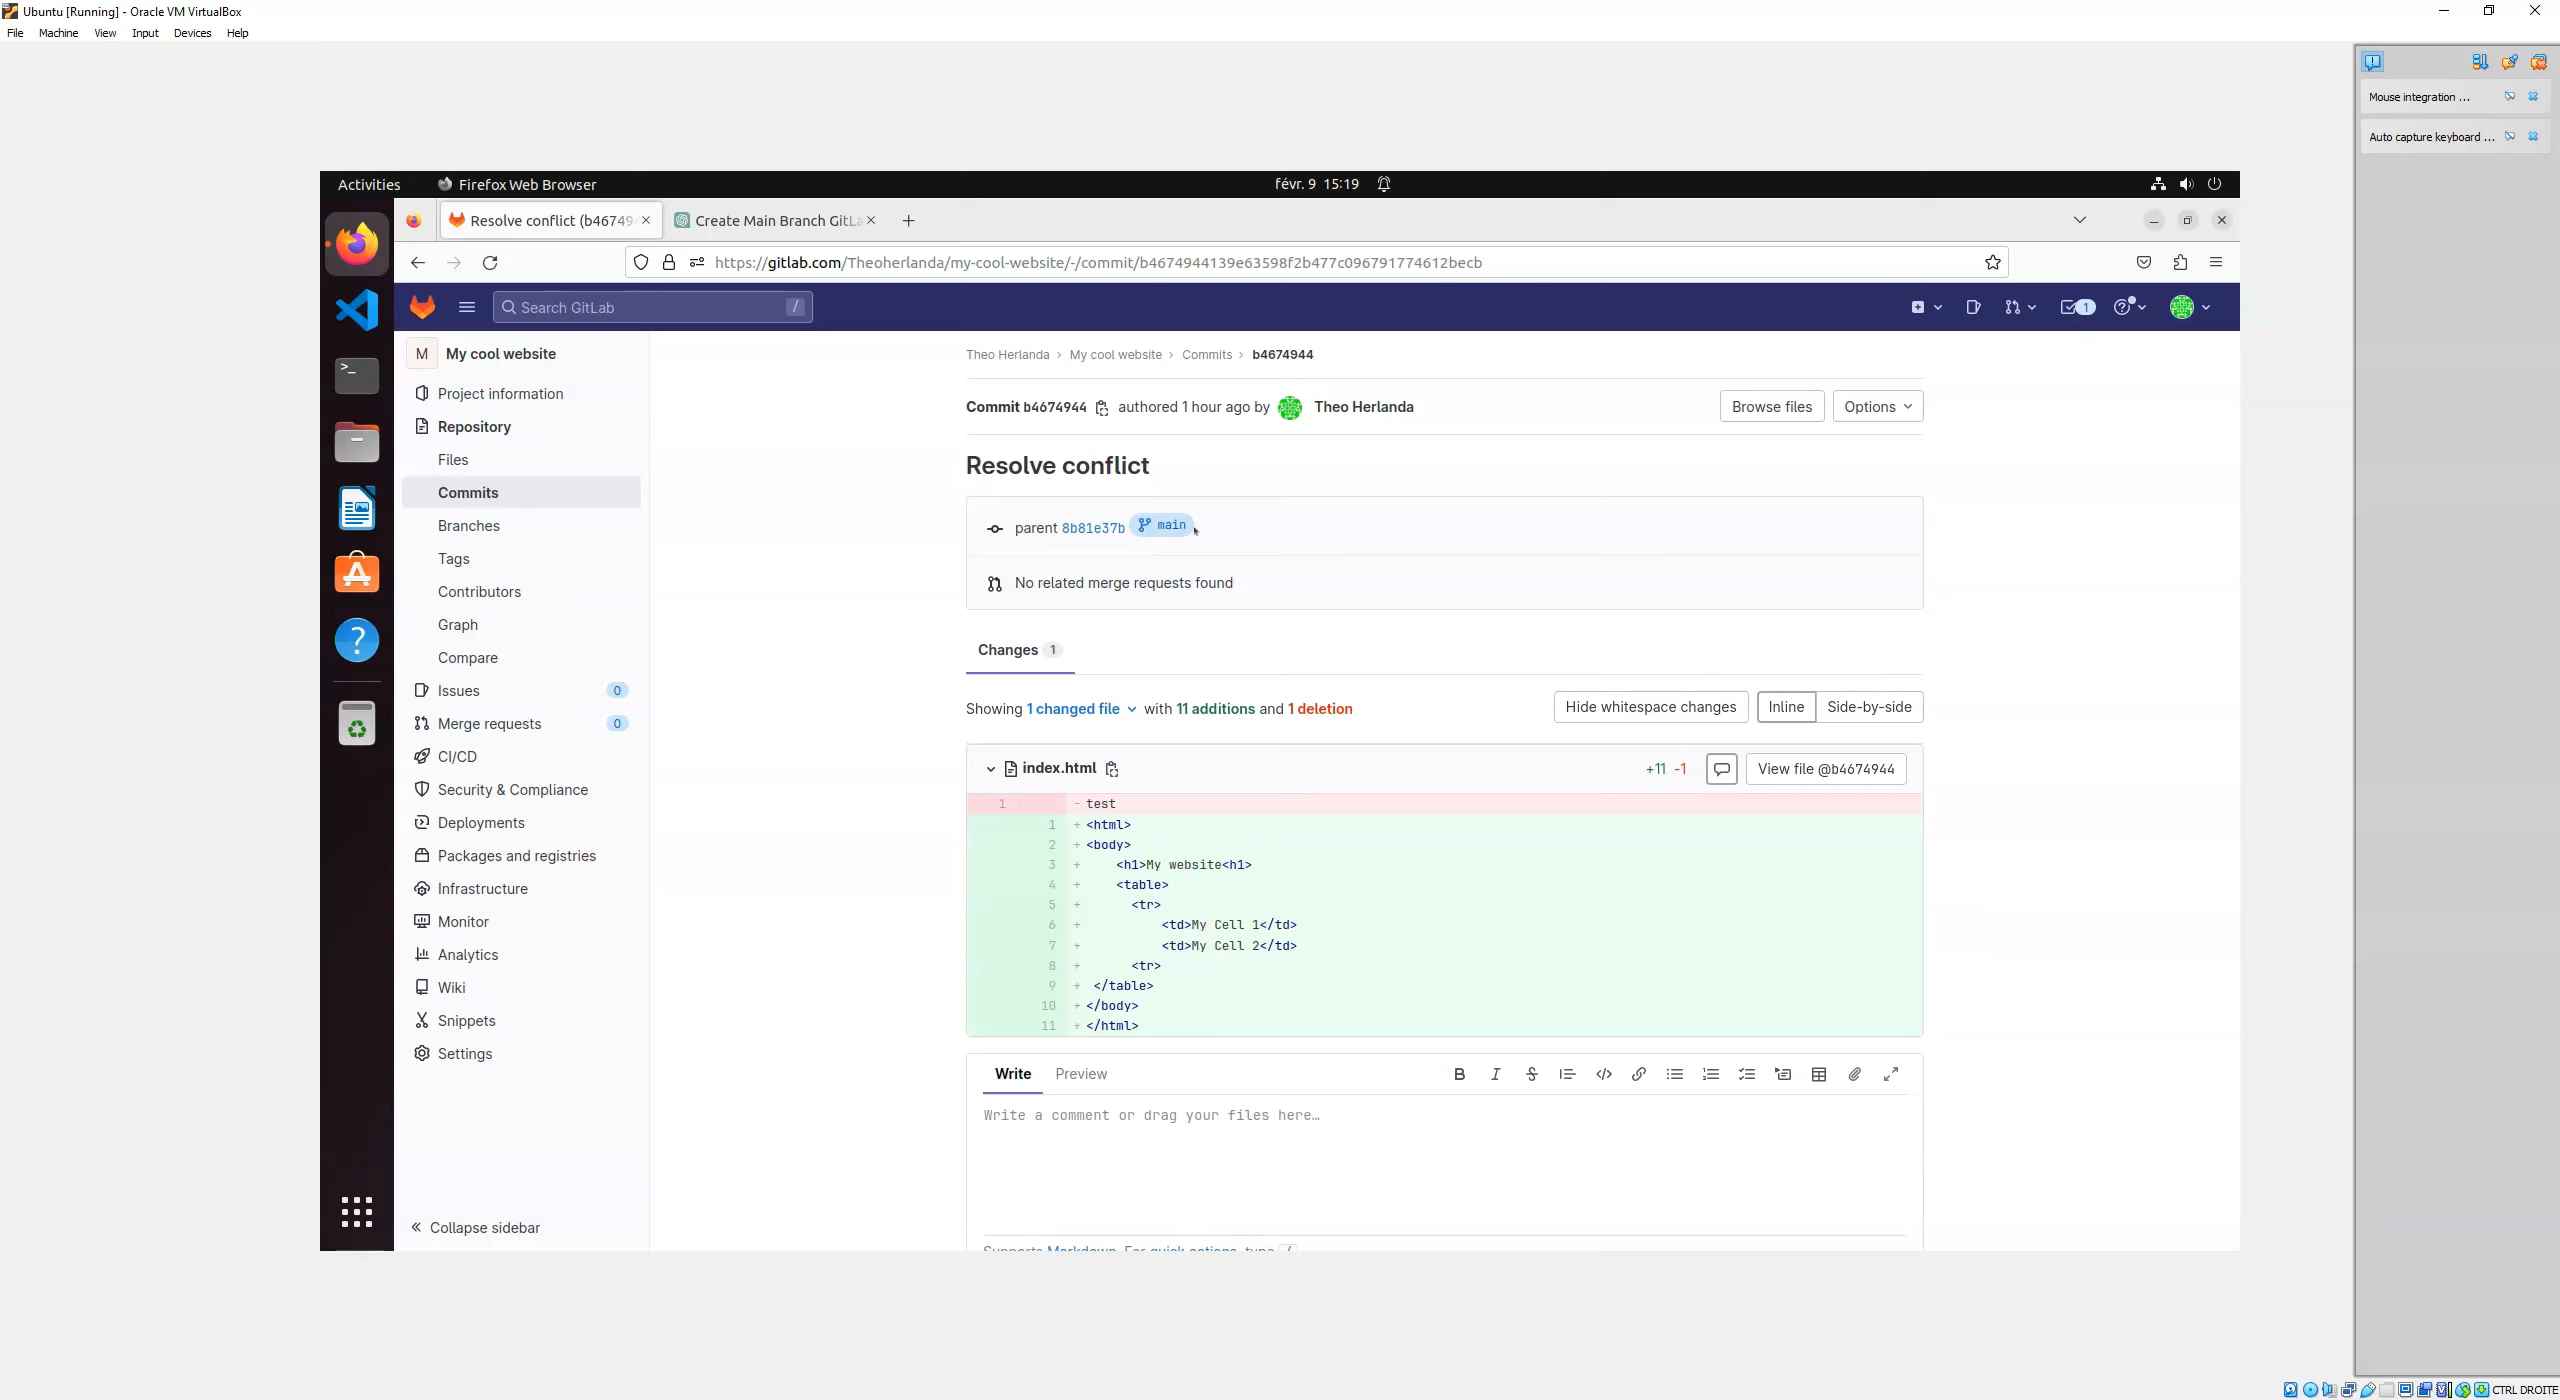 Ubuntu [Running] - Oracle VM VirtualBox
File Machine View Input Devices Help
Mouse integration ...
Auto capture keyboard ...
Activities Firefox Web Browser févr. 9 15:19
Resolve conflict (b46749 Create Main Branch GitLa
https://gitlab.com/Theoherlanda/my-cool-website/-/commit/b4674944139e63598f2b477c096791774612becb
Search GitLab / 1
M My cool website
Project information
Repository
Files
Commits
Branches
Tags
Contributors
Graph
Compare
Issues 0
Merge requests 0
CI/CD
Security & Compliance
Deployments
Packages and registries
Infrastructure
Monitor
Analytics
Wiki
Snippets
Settings
Collapse sidebar
Theo Herlanda › My cool website › Commits › b4674944
Commit b4674944 authored 1 hour ago by Theo Herlanda Browse files Options
Resolve conflict
parent 8b81e37b main
No related merge requests found
Changes 1
Showing 1 changed file with 11 additions and 1 deletion Hide whitespace changes Inline Side-by-side
index.html +11 -1 View file @b4674944
1 - test
1 + <html>
2 + <body>
3 + <h1>My website<h1>
4 + <table>
5 + <tr>
6 + <td>My Cell 1</td>
7 + <td>My Cell 2</td>
8 + <tr>
9 + </table>
10 + </body>
11 + </html>
Write Preview
Write a comment or drag your files here…
Supports Markdown. For quick actions, type /
CTRL DROITE